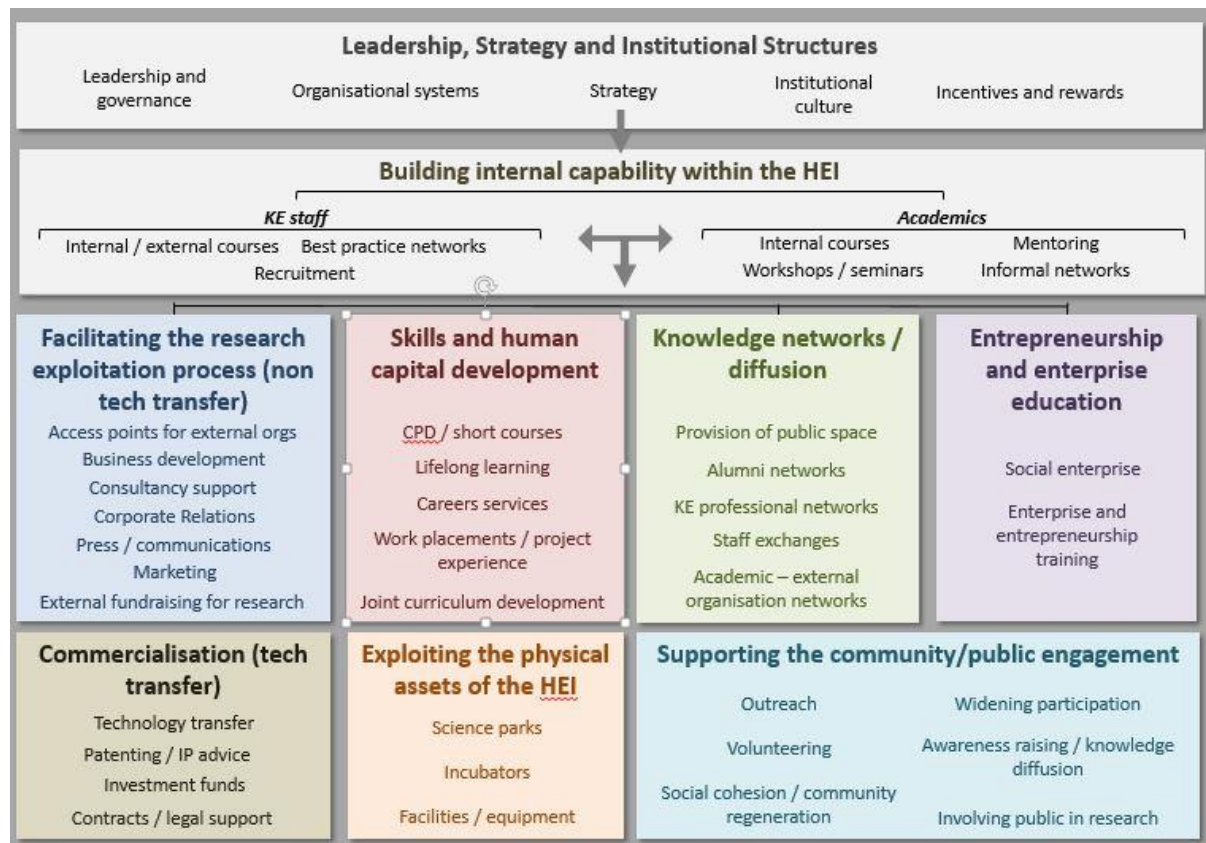 Leadership, Strategy and Institutional Structures
Leadership and
governance
Organisational systems
Strategy
Institutional
culture
Incentives and rewards
Building internal capability within the HEI
KE staff
Internal / external courses
Best practice networks
Recruitment
Academics
Internal courses
Mentoring
Workshops / seminars
Informal networks
Facilitating the research
exploitation process (non
tech transfer)
Access points for external orgs
Business development
Consultancy support
Corporate Relations
Press / communications
Marketing
External fundraising for research
Skills and human
capital development
CPD / short courses
Lifelong learning
Careers services
Work placements / project
experience
Joint curriculum development
Knowledge networks /
diffusion
Provision of public space
Alumni networks
KE professional networks
Staff exchanges
Academic – external
organisation networks
Entrepreneurship
and enterprise
education
Social enterprise
Enterprise and
entrepreneurship
training
Commercialisation (tech
transfer)
Technology transfer
Patenting / IP advice
Investment funds
Contracts / legal support
Exploiting the physical
assets of the HEI
Science parks
Incubators
Facilities / equipment
Supporting the community/public engagement
Outreach
Volunteering
Social cohesion / community
regeneration
Widening participation
Awareness raising / knowledge
diffusion
Involving public in research